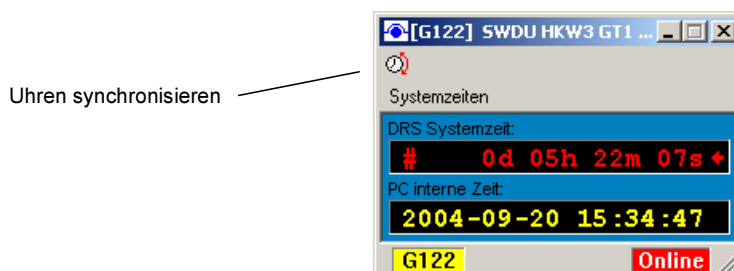 [G122] SWDU HKW3 GT1 ...
Uhren synchronisieren
Systemzeiten
DRS Systemzeit:
# 0d 05h 22m 07s
PC interne Zeit:
2004-09-20 15:34:47
G122 Online